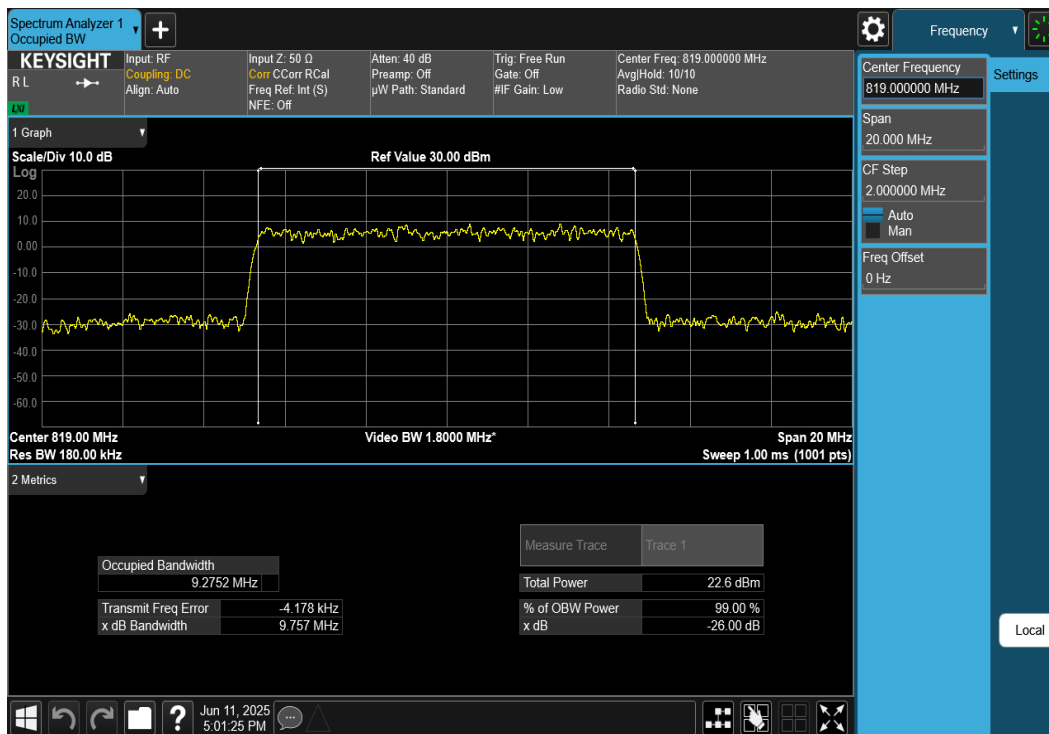 Spectrum Analyzer 1
Occupied BW
Frequency
KEYSIGHT
R L
LXI
Input: RF
Coupling: DC
Align: Auto
Input Z: 50 Ω
Corr CCorr RCal
Freq Ref: Int (S)
NFE: Off
Atten: 40 dB
Preamp: Off
µW Path: Standard
Trig: Free Run
Gate: Off
#IF Gain: Low
Center Freq: 819.000000 MHz
Avg|Hold: 10/10
Radio Std: None
Center Frequency
819.000000 MHz
Settings
Span
20.000 MHz
CF Step
2.000000 MHz
Auto
Man
Freq Offset
0 Hz
Local
1 Graph
Scale/Div 10.0 dB
Ref Value 30.00 dBm
Log
20.0
10.0
0.00
-10.0
-20.0
-30.0
-40.0
-50.0
-60.0
Center 819.00 MHz
Video BW 1.8000 MHz*
Span 20 MHz
Res BW 180.00 kHz
Sweep 1.00 ms (1001 pts)
2 Metrics
Measure Trace
Trace 1
Occupied Bandwidth
9.2752 MHz
Total Power
22.6 dBm
Transmit Freq Error
-4.178 kHz
% of OBW Power
99.00 %
x dB Bandwidth
9.757 MHz
x dB
-26.00 dB
?
Jun 11, 2025
5:01:25 PM